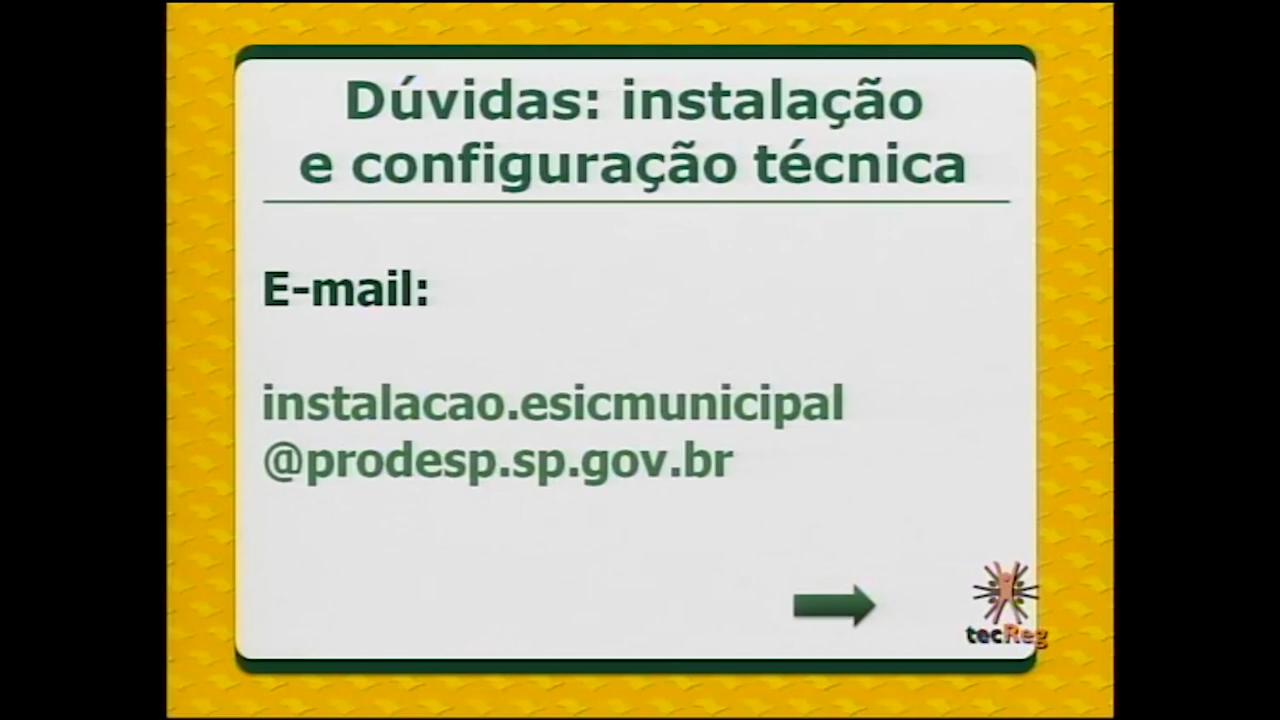 Dúvidas: instalação
e configuração técnica
E-mail:
instalacao.esicmunicipal
@prodesp.sp.gov.br
tecReg